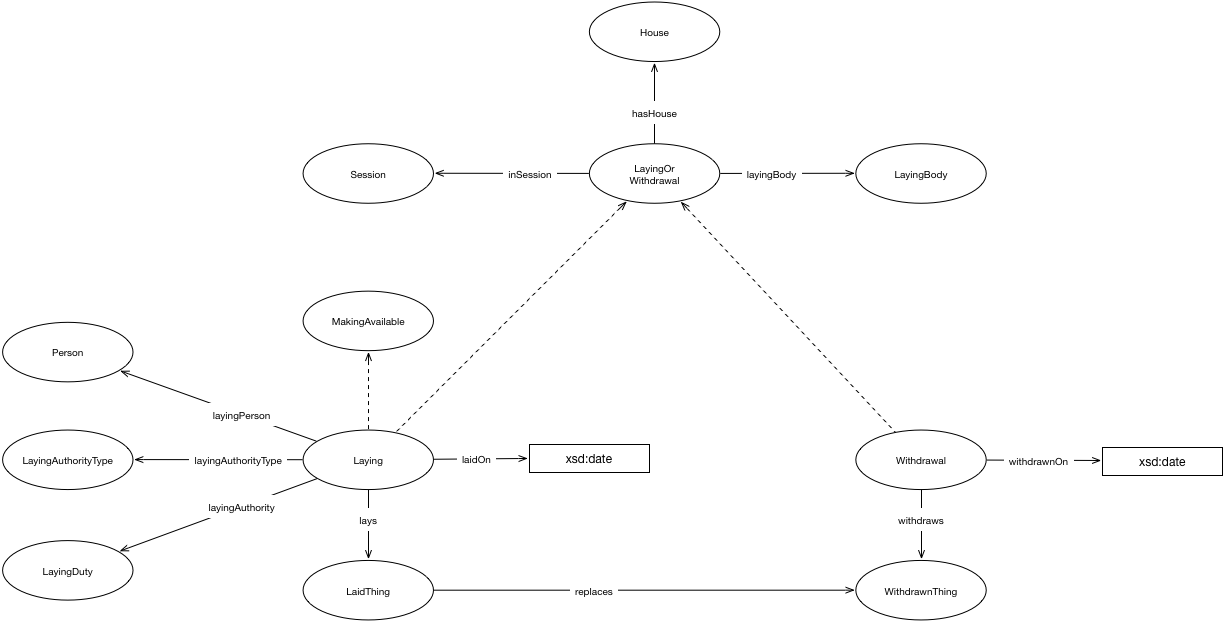 House
hasHouse
Session
inSession
LayingOr
Withdrawal
layingBody
LayingBody
MakingAvailable
Person
layingPerson
LayingAuthorityType
layingAuthorityType
Laying
laidOn
xsd:date
Withdrawal
withdrawnOn
xsd:date
layingAuthority
lays
withdraws
LayingDuty
LaidThing
replaces
WithdrawnThing